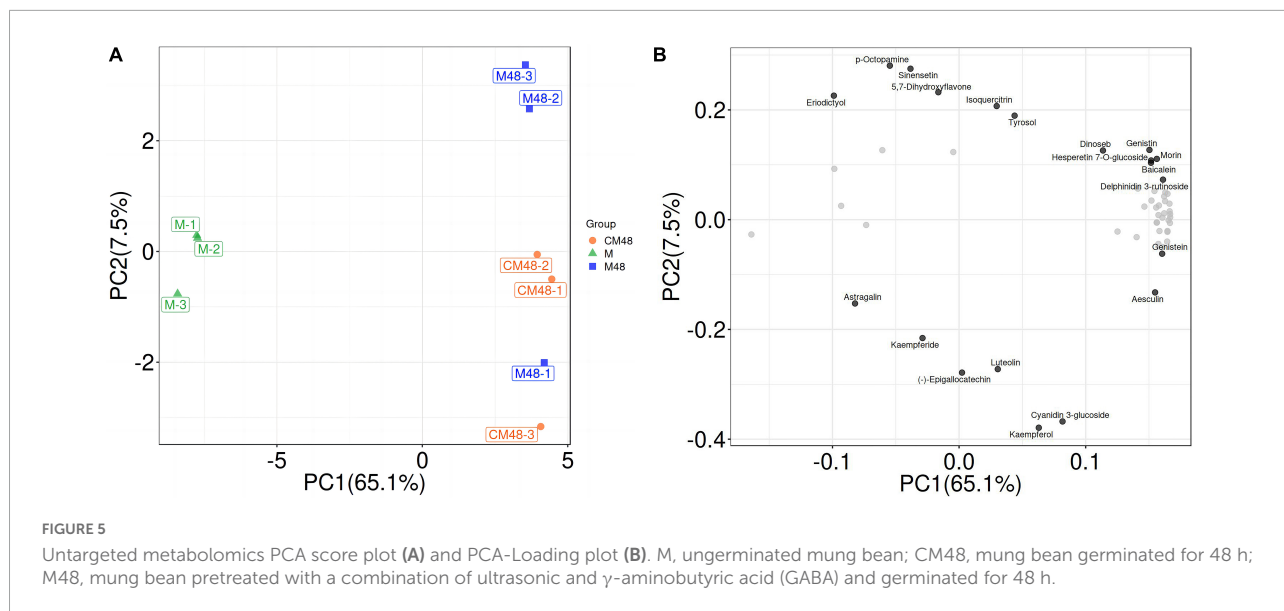 A
M48-3
M48-2
M-1
M-2
M-3
CM48-2
CM48-1
M48-1
CM48-3
2
0
-2
-5
0
5
PC2(7.5%)
PC1(65.1%)
Group
CM48
M
M48
B
p-Octopamine
Sinensetin
5,7-Dihydroxyflavone
Eriodictyol
Isoquercitrin
Tyrosol
Dinoseb
Genistin
Hesperetin 7-O-glucoside
Morin
Baicalein
Delphinidin 3-rutinoside
Genistein
Aesculin
Astragalin
Kaempferide
Luteolin
(-)-Epigallocatechin
Cyanidin 3-glucoside
Kaempferol
0.2
0.0
-0.2
-0.4
-0.1
0.0
0.1
PC2(7.5%)
PC1(65.1%)
FIGURE 5
Untargeted metabolomics PCA score plot (A) and PCA-Loading plot (B). M, ungerminated mung bean; CM48, mung bean germinated for 48 h;
M48, mung bean pretreated with a combination of ultrasonic and γ-aminobutyric acid (GABA) and germinated for 48 h.